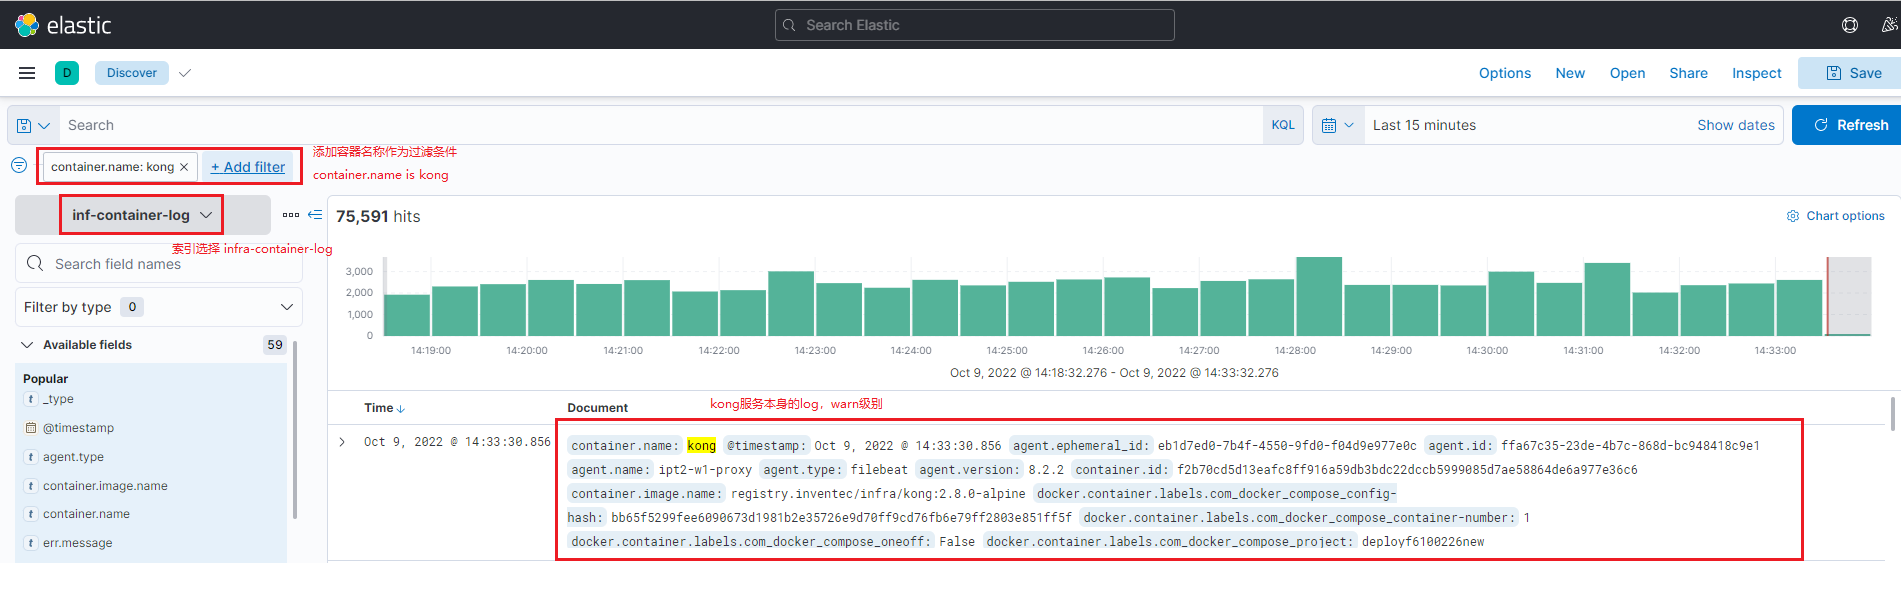 elastic
Search Elastic
D
Discover
Options
New
Open
Share
Inspect
Save
Search
KQL
Last 15 minutes
Show dates
Refresh
container.name: kong ×
+ Add filter
添加容器名称作为过滤条件
container.name is kong
inf-container-log
索引选择 infra-container-log
75,591 hits
Chart options
Search field names
Filter by type 0
Available fields 59
Popular
t _type
@timestamp
t agent.type
t container.image.name
t container.name
t err.message
3,000
2,000
1,000
0
14:19:00 14:20:00 14:21:00 14:22:00 14:23:00 14:24:00 14:25:00 14:26:00 14:27:00 14:28:00 14:29:00 14:30:00 14:31:00 14:32:00 14:33:00
Oct 9, 2022 @ 14:18:32.276 - Oct 9, 2022 @ 14:33:32.276
Time Document
kong服务本身的log，warn级别
Oct 9, 2022 @ 14:33:30.856
container.name: kong @timestamp: Oct 9, 2022 @ 14:33:30.856 agent.ephemeral_id: eb1d7ed0-7b4f-4550-9fd0-f04d9e977e0c agent.id: ffa67c35-23de-4b7c-868d-bc948418c9e1
agent.name: ipt2-w1-proxy agent.type: filebeat agent.version: 8.2.2 container.id: f2b70cd5d13eafc8ff916a59db3bdc22dccb5999085d7ae58864de6a977e36c6
container.image.name: registry.inventec/infra/kong:2.8.0-alpine docker.container.labels.com_docker_compose_config-
hash: bb65f5299fee6090673d1981b2e35726e9d70ff9cd76fb6e79ff2803e851ff5f docker.container.labels.com_docker_compose_container-number: 1
docker.container.labels.com_docker_compose_oneoff: False docker.container.labels.com_docker_compose_project: deployf6100226new